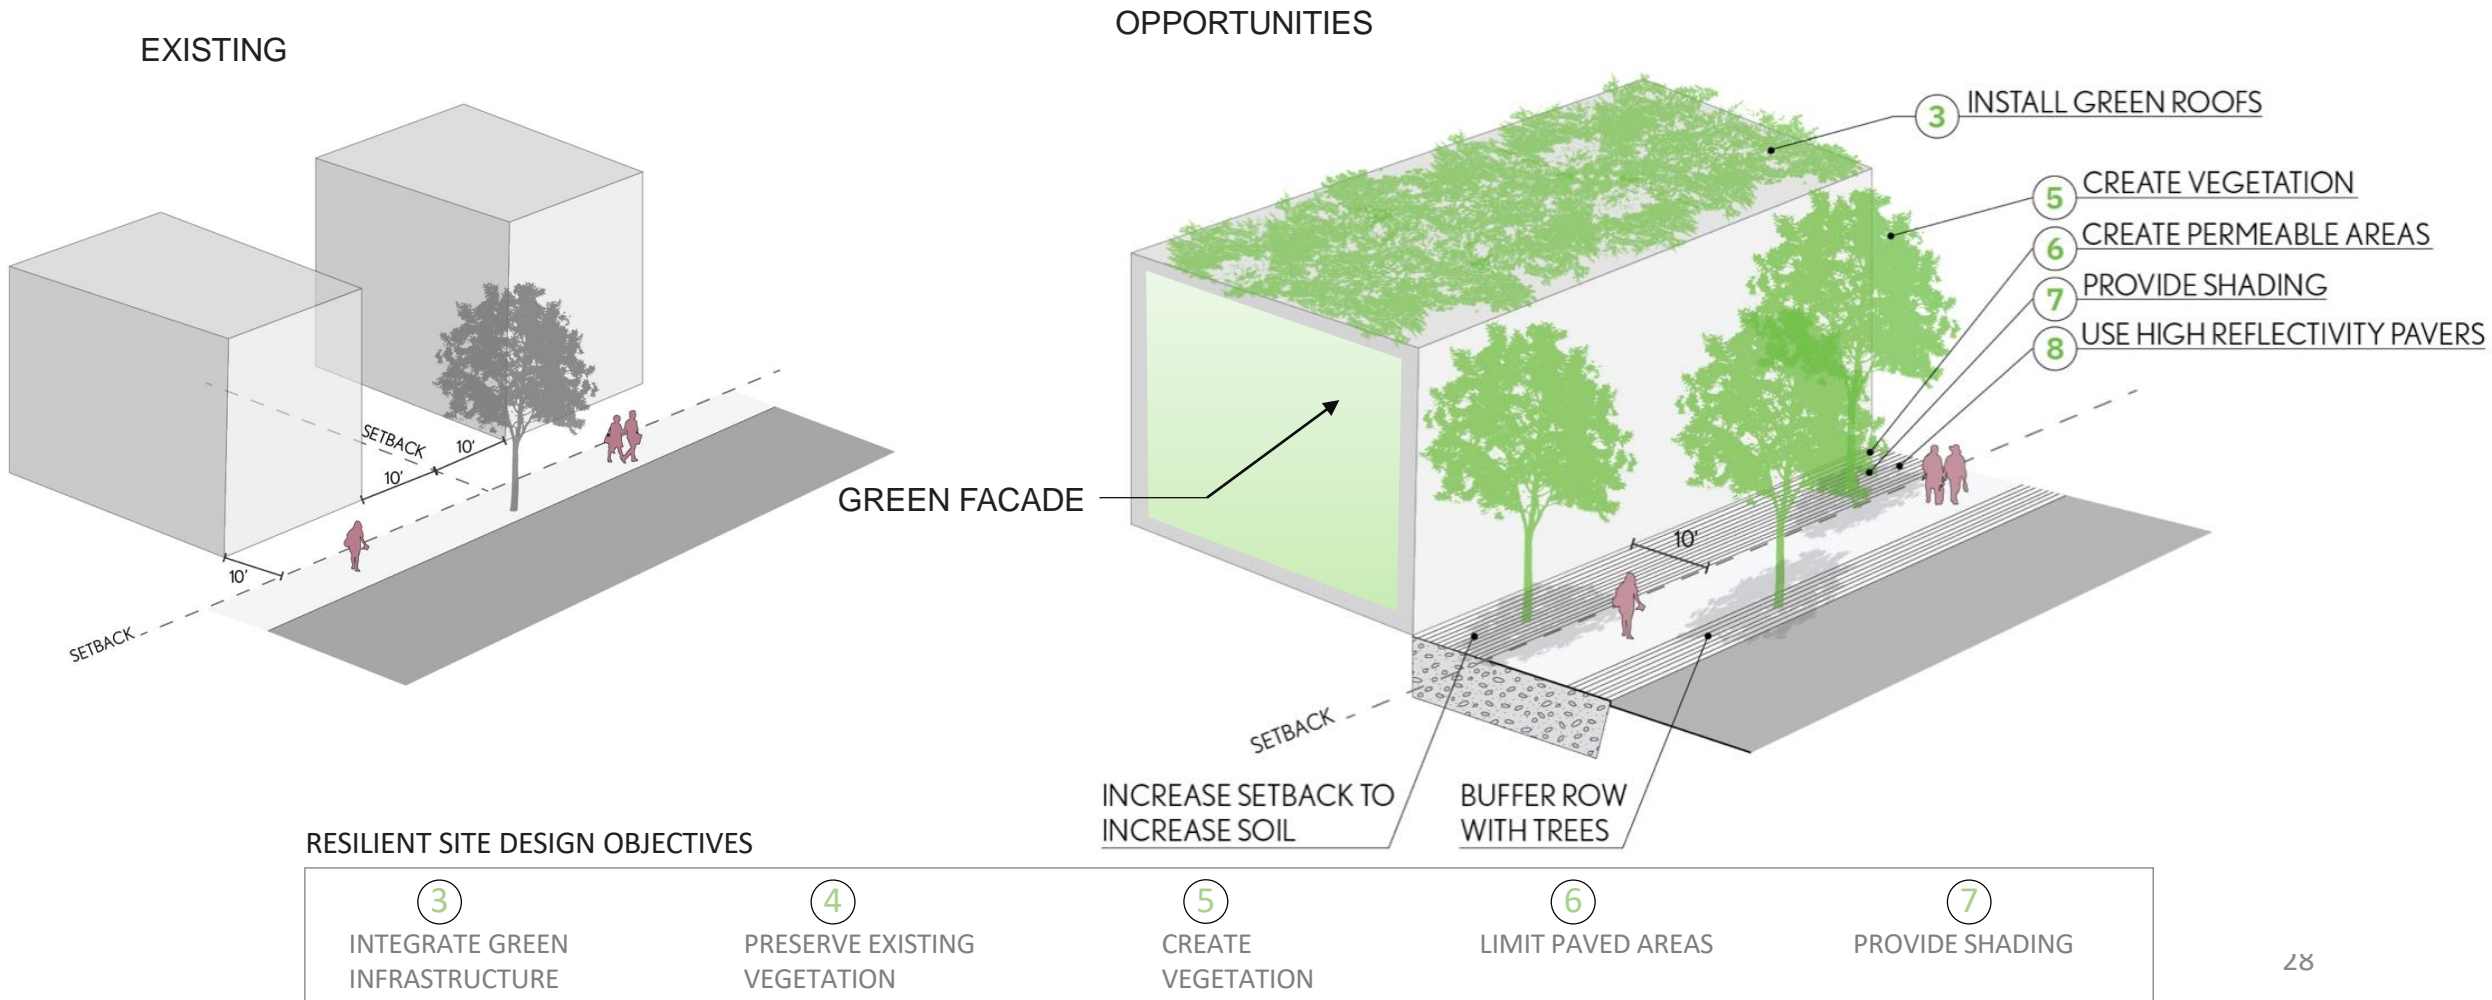 EXISTING
SETBACK
10'
10'
10'
SETBACK
OPPORTUNITIES
3 INSTALL GREEN ROOFS
5 CREATE VEGETATION
6 CREATE PERMEABLE AREAS
7 PROVIDE SHADING
8 USE HIGH REFLECTIVITY PAVERS
GREEN FACADE
10'
SETBACK
INCREASE SETBACK TO
INCREASE SOIL
BUFFER ROW
WITH TREES
RESILIENT SITE DESIGN OBJECTIVES
3
INTEGRATE GREEN
INFRASTRUCTURE
4
PRESERVE EXISTING
VEGETATION
5
CREATE
VEGETATION
6
LIMIT PAVED AREAS
7
PROVIDE SHADING
28